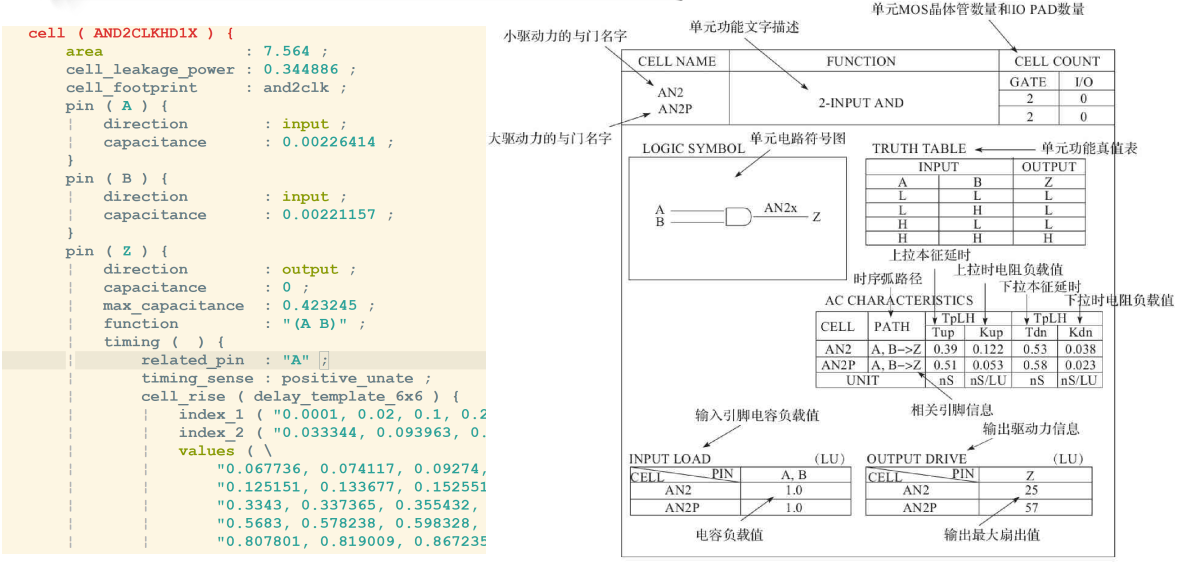 cell ( AND2CLKHD1X ) {
area : 7.564 ;
cell_leakage_power : 0.344886 ;
cell_footprint : and2clk ;
pin ( A ) {
direction : input ;
capacitance : 0.00226414 ;
}
pin ( B ) {
direction : input ;
capacitance : 0.00221157 ;
}
pin ( Z ) {
direction : output ;
capacitance : 0 ;
max_capacitance : 0.423245 ;
function : "(A B)" ;
timing ( ) {
related_pin : "A" ;
timing_sense : positive_unate ;
cell_rise ( delay_template_6x6 ) {
index_1 ( "0.0001, 0.02, 0.1, 0.2
index_2 ( "0.033344, 0.093963, 0.
values ( \
"0.067736, 0.074117, 0.09274,
"0.125151, 0.133677, 0.152551
"0.3343, 0.337365, 0.355432,
"0.5683, 0.578238, 0.598328,
"0.807801, 0.819009, 0.867235
单元MOS晶体管数量和IO PAD数量
单元功能文字描述
小驱动力的与门名字
CELL NAME FUNCTION CELL COUNT
GATE I/O
AN2 2-INPUT AND 2 0
AN2P 2 0
大驱动力的与门名字
LOGIC SYMBOL 单元电路符号图
A B AN2x Z
TRUTH TABLE 单元功能真值表
INPUT OUTPUT
A B Z
L L L
L H L
H L L
H H H
上拉本征延时
时序弧路径 上拉时电阻负载值
下拉本征延时
下拉时电阻负载值
AC CHARACTERISTICS
CELL PATH TpLH TpLH
Tup Kup Tdn Kdn
AN2 A, B->Z 0.39 0.122 0.53 0.038
AN2P A, B->Z 0.51 0.053 0.58 0.023
UNIT nS nS/LU nS nS/LU
相关引脚信息
输入引脚电容负载值
输出驱动力信息
INPUT LOAD (LU)
CELL PIN A, B
AN2 1.0
AN2P 1.0
电容负载值
OUTPUT DRIVE (LU)
CELL PIN Z
AN2 25
AN2P 57
输出最大扇出值